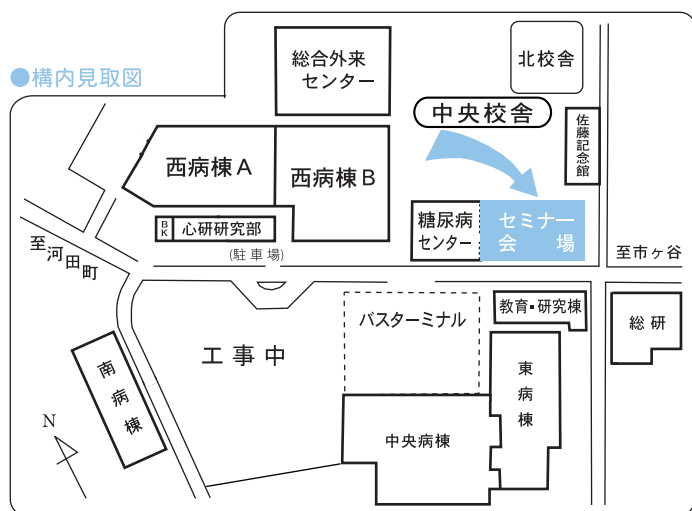 ●構内見取図
総合外来
センター
北校舎
中央校舎
佐藤記念館
西病棟A
西病棟B
BK
心研研究部
(駐車場)
糖尿病
センター
セミナー
会場
至河田町
至市ヶ谷
バスターミナル
教育・研究棟
総研
工事中
南病棟
東病棟
中央病棟
N